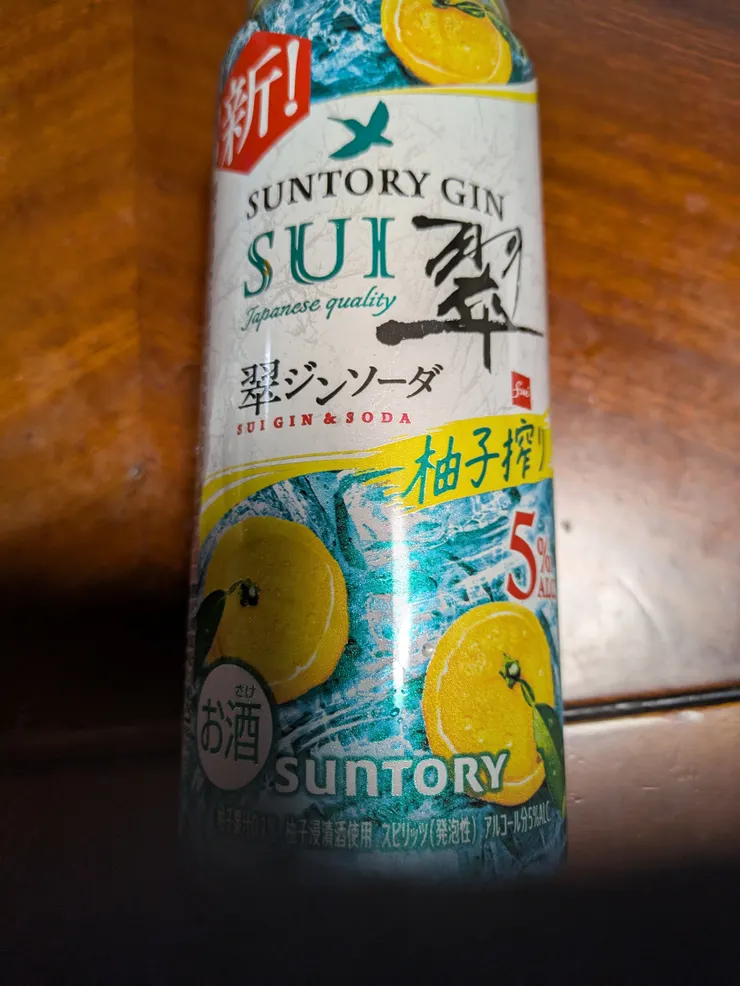 新!
SUNTORY GIN
SUI 翠
Japanese quality
翠ジンソーダ
SUI GIN & SODA
柚子搾り
5%
ALC
さけ
お酒
SUNTORY
柚子浸漬酒使用 スピリッツ(発泡性) アルコール分5%ALC